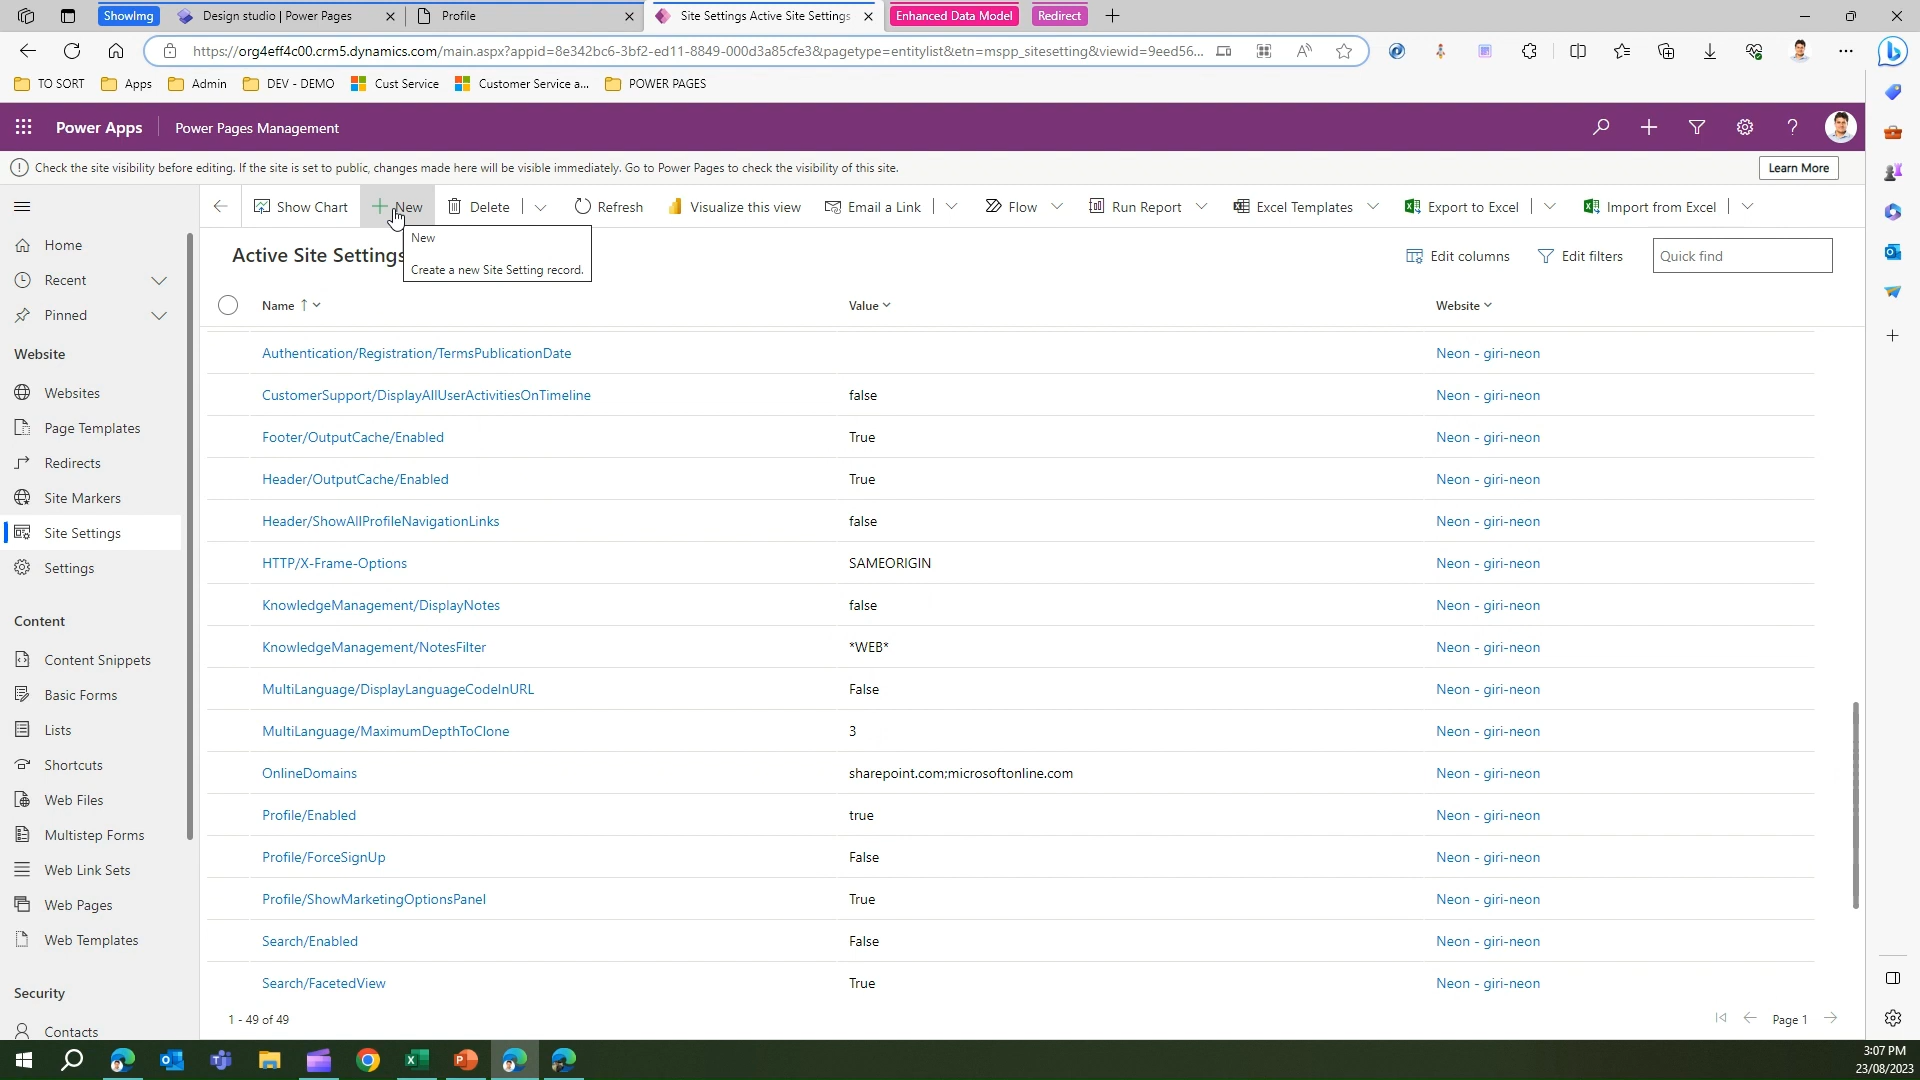 ShowImg
Design studio | Power Pages
Profile
Site Settings Active Site Settings
Enhanced Data Model
Redirect
https://org4eff4c00.crm5.dynamics.com/main.aspx?appid=8e342bc6-3bf2-ed11-8849-000d3a85cfe3&pagetype=entitylist&etn=mspp_sitesetting&viewid=9eed56...
TO SORT
Apps
Admin
DEV - DEMO
Cust Service
Customer Service a...
POWER PAGES
Power Apps
Power Pages Management
Check the site visibility before editing. If the site is set to public, changes made here will be visible immediately. Go to Power Pages to check the visibility of this site.
Learn More
Show Chart
New
Delete
Refresh
Visualize this view
Email a Link
Flow
Run Report
Excel Templates
Export to Excel
Import from Excel
New
Create a new Site Setting record.
Active Site Settings
Edit columns
Edit filters
Quick find
Name
Value
Website
Home
Recent
Pinned
Website
Websites
Page Templates
Redirects
Site Markers
Site Settings
Settings
Content
Content Snippets
Basic Forms
Lists
Shortcuts
Web Files
Multistep Forms
Web Link Sets
Web Pages
Web Templates
Security
Contacts
Authentication/Registration/TermsPublicationDate Neon - giri-neon
CustomerSupport/DisplayAllUserActivitiesOnTimeline false Neon - giri-neon
Footer/OutputCache/Enabled True Neon - giri-neon
Header/OutputCache/Enabled True Neon - giri-neon
Header/ShowAllProfileNavigationLinks false Neon - giri-neon
HTTP/X-Frame-Options SAMEORIGIN Neon - giri-neon
KnowledgeManagement/DisplayNotes false Neon - giri-neon
KnowledgeManagement/NotesFilter *WEB* Neon - giri-neon
MultiLanguage/DisplayLanguageCodeInURL False Neon - giri-neon
MultiLanguage/MaximumDepthToClone 3 Neon - giri-neon
OnlineDomains sharepoint.com;microsoftonline.com Neon - giri-neon
Profile/Enabled true Neon - giri-neon
Profile/ForceSignUp False Neon - giri-neon
Profile/ShowMarketingOptionsPanel True Neon - giri-neon
Search/Enabled False Neon - giri-neon
Search/FacetedView True Neon - giri-neon
1 - 49 of 49
Page 1
3:07 PM
23/08/2023